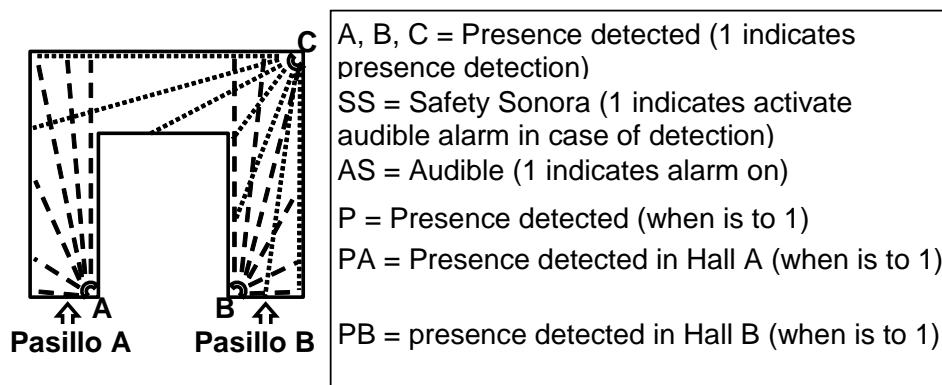 C
A
B
Pasillo A
Pasillo B
A, B, C = Presence detected (1 indicates
presence detection)
SS = Safety Sonora (1 indicates activate
audible alarm in case of detection)
AS = Audible (1 indicates alarm on)
P = Presence detected (when is to 1)
PA = Presence detected in Hall A (when is to 1)
PB = presence detected in Hall B (when is to 1)